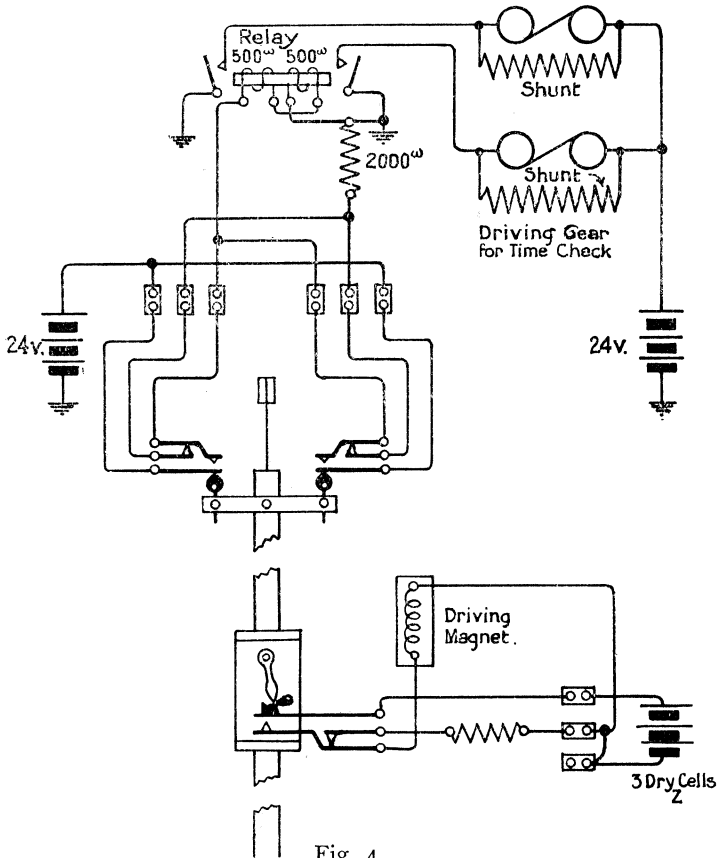 Relay
500ω 500ω
Shunt
2000ω
Shunt
Driving Gear
for Time Check
24v.
24v.
Driving
Magnet.
3 Dry Cells
Z
Fig. 4